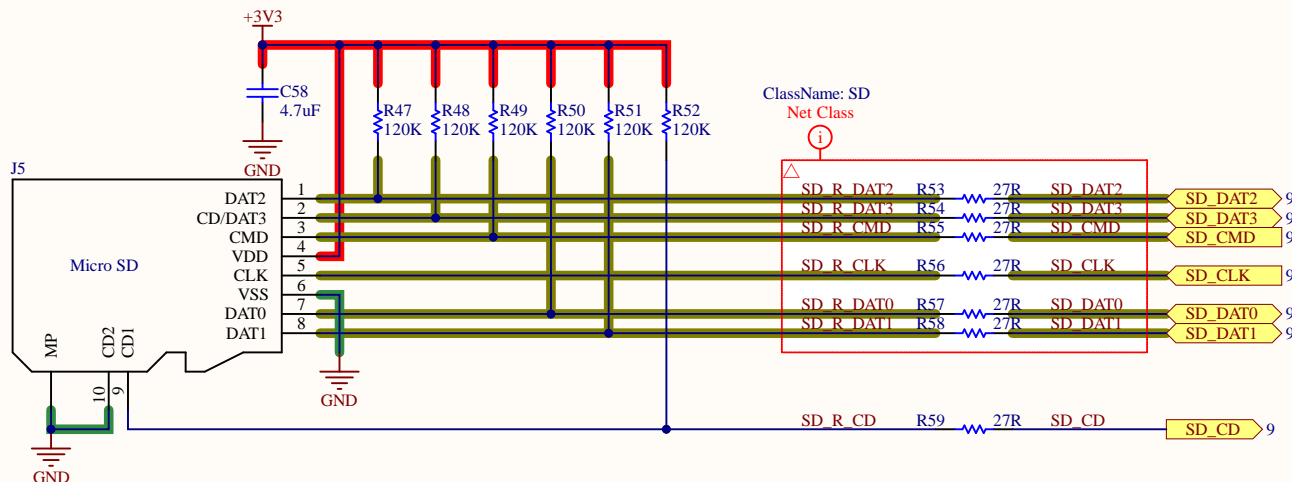 +3V3
C58
4.7uF
GND
R47
120K
R48
120K
R49
120K
R50
120K
R51
120K
R52
120K
ClassName: SD
Net Class
i
J5
Micro SD
DAT2 1
CD/DAT3 2
CMD 3
VDD 4
CLK 5
VSS 6
DAT0 7
DAT1 8
MP
CD2
CD1
10
9
GND
GND
SD_R_DAT2 R53 27R SD_DAT2 SD_DAT2 9
SD_R_DAT3 R54 27R SD_DAT3 SD_DAT3 9
SD_R_CMD R55 27R SD_CMD SD_CMD 9
SD_R_CLK R56 27R SD_CLK SD_CLK 9
SD_R_DAT0 R57 27R SD_DAT0 SD_DAT0 9
SD_R_DAT1 R58 27R SD_DAT1 SD_DAT1 9
SD_R_CD R59 27R SD_CD SD_CD 9